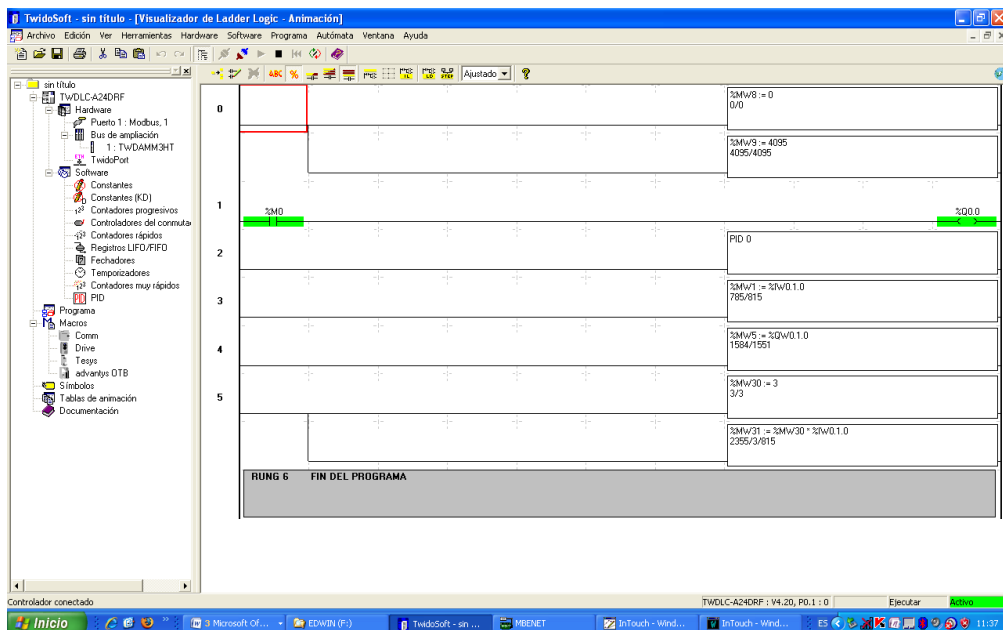 TwidoSoft - sin título - [Visualizador de Ladder Logic - Animación]
Archivo Edición Ver Herramientas Hardware Software Programa Autómata Ventana Ayuda
ABC % Ajustado
sin título
TWDLCA24DRF
Hardware
Puerto 1 : Modbus, 1
Bus de ampliación
1 : TWDAMM3HT
TwidoPort
Software
Constantes
Constantes (KD)
Contadores progresivos
Controladores del conmuta
Contadores rápidos
Registros LIFO/FIFO
Fechadores
Temporizadores
Contadores muy rápidos
PID
Programa
Macros
Comm
Drive
Tesys
advantys OTB
Símbolos
Tablas de animación
Documentación
0
%MW8 := 0
0/0
%MW9 := 4095
4095/4095
1
%M0
%Q0.0
2
PID 0
3
%MW1 := %IW0.1.0
785/815
4
%MW5 := %QW0.1.0
1584/1551
5
%MW30 := 3
3/3
%MW31 := %MW30 * %IW0.1.0
2355/3/815
RUNG 6 FIN DEL PROGRAMA
Controlador conectado
TWDLC-A24DRF : V4.20, P0.1 : 0
Ejecutar
Activo
Inicio
3 Microsoft Of...
EDWIN (F:)
TwidoSoft - sin ...
MBENET
InTouch - Wind...
InTouch - Wind...
ES
11:37